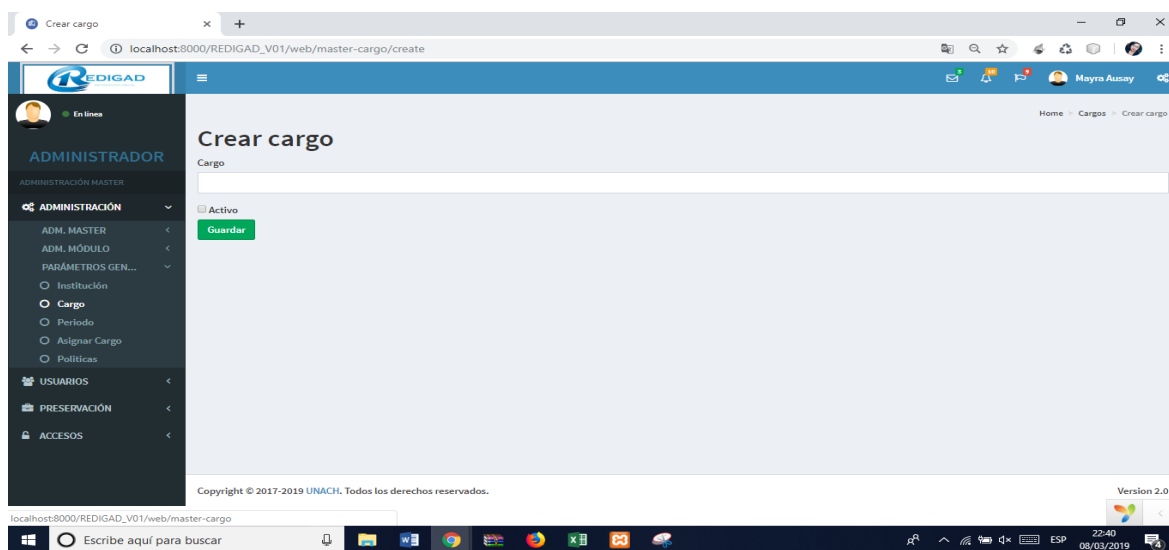 Crear cargo
localhost:8000/REDIGAD_V01/web/master-cargo/create
REDIGAD
Mayra Ausay
En linea
Home > Cargos > Crear cargo
Crear cargo
ADMINISTRADOR
Cargo
ADMINISTRACIÓN MASTER
ADMINISTRACIÓN
Activo
ADM. MASTER
Guardar
ADM. MÓDULO
PARÁMETROS GEN...
Institución
Cargo
Periodo
Asignar Cargo
Politicas
USUARIOS
PRESERVACIÓN
ACCESOS
Copyright © 2017-2019 UNACH. Todos los derechos reservados.
Version 2.0
localhost:8000/REDIGAD_V01/web/master-cargo
Escribe aquí para buscar
ESP
22:40
08/03/2019